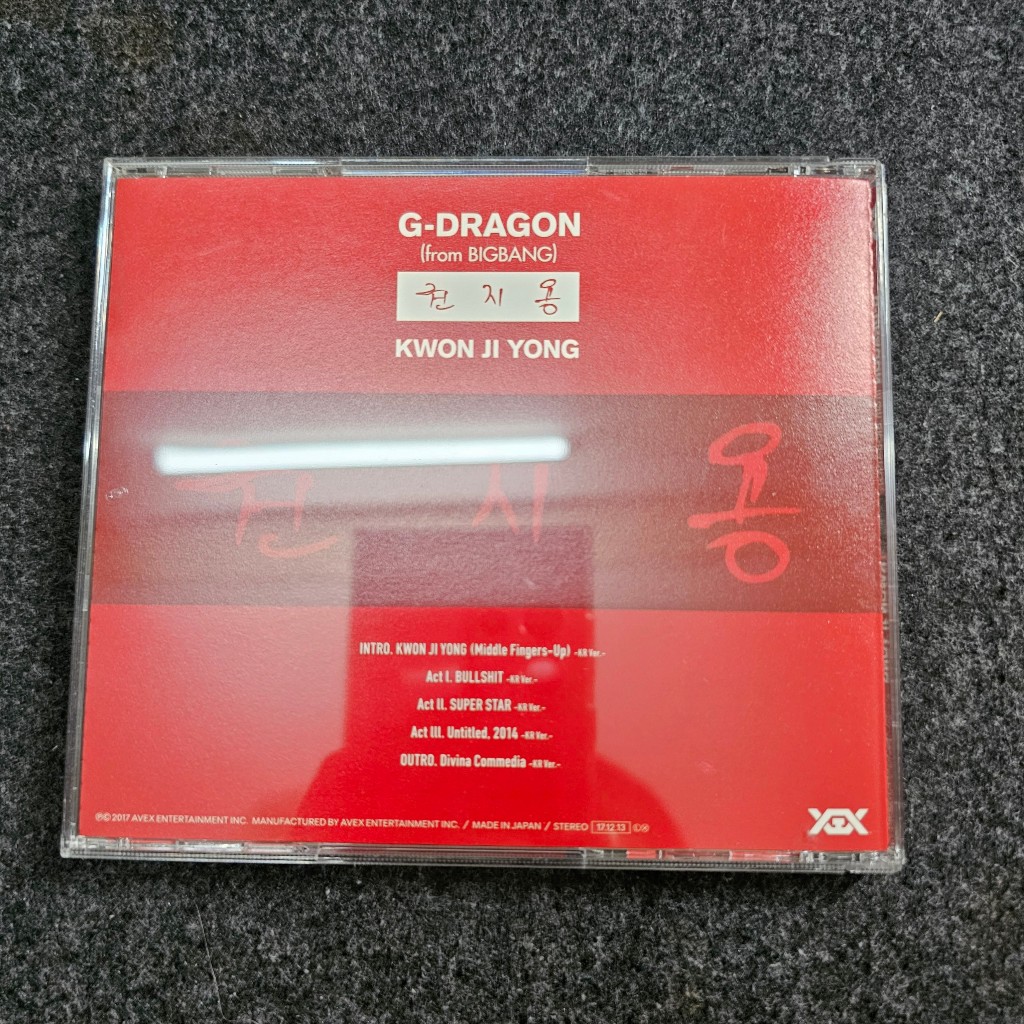 G-DRAGON
(from BIGBANG)
권 지 용
KWON JI YONG
권 지 용
INTRO. KWON JI YONG (Middle Fingers-Up) -KR Ver.-
Act I. BULLSHIT -KR Ver.-
Act II. SUPER STAR -KR Ver.-
Act III. Untitled, 2014 -KR Ver.-
OUTRO. Divina Commedia -KR Ver.-
ⓅⒸ 2017 AVEX ENTERTAINMENT INC. MANUFACTURED BY AVEX ENTERTAINMENT INC. / MADE IN JAPAN / STEREO 17.12.13
YGEX